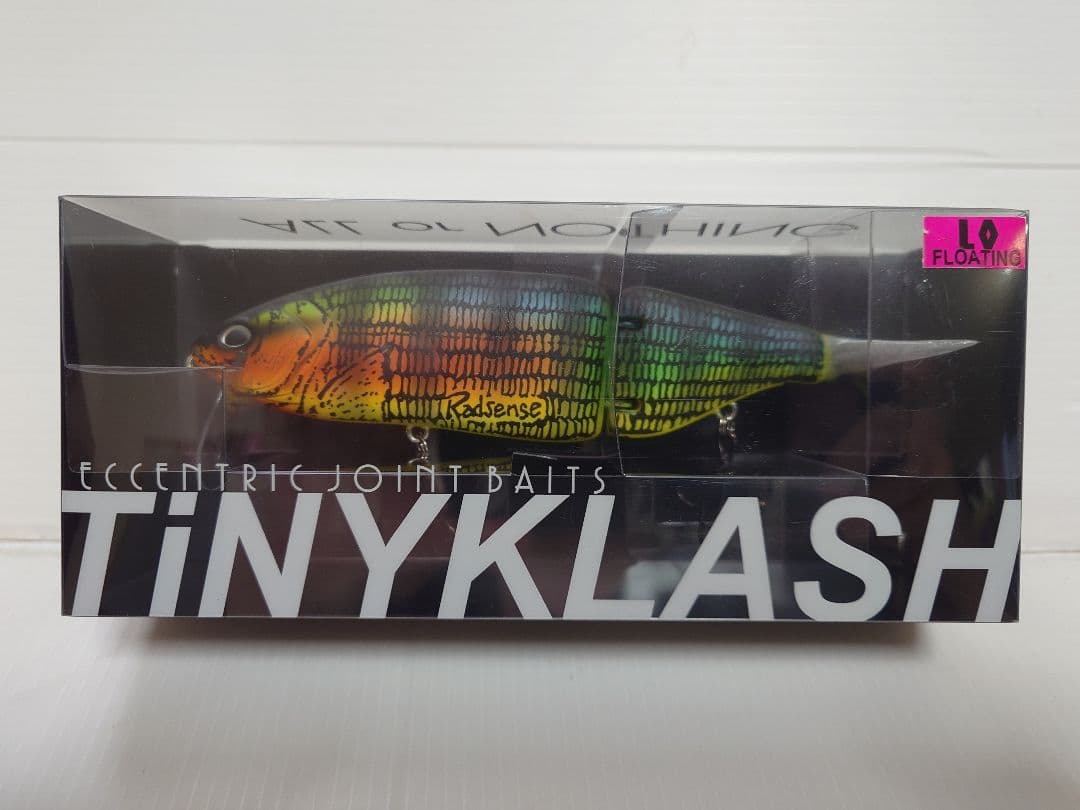 ALL or NOTHING
LO
FLOATING
Radsense
ECCENTRIC JOINT BAITS
TiNYKLASH